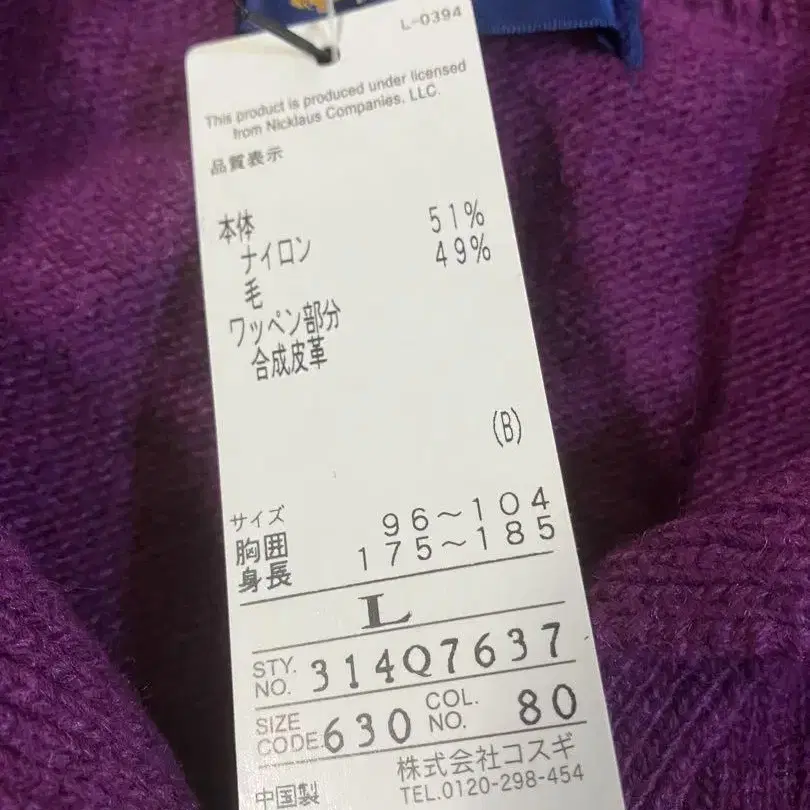 L-0394
This product is produced under licensed
from Nicklaus Companies, LLC.
品質表示
本体
ナイロン 51%
毛 49%
ワッペン部分
合成皮革
(B)
サイズ
胸囲 96~104
身長 175~185
L
STY. NO. 314Q7637
SIZE CODE. 630 COL. NO. 80
株式会社コスギ
中国製 TEL.0120-298-454